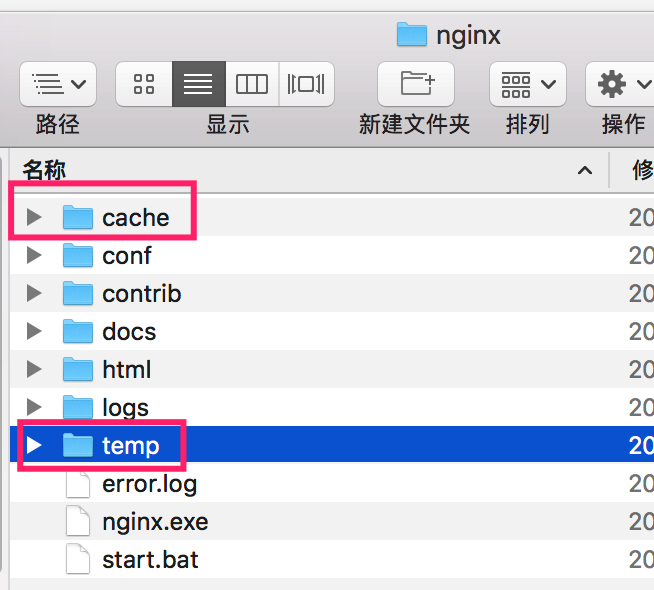 nginx
路径 显示 新建文件夹 排列 操作
名称 修
cache 20
conf 20
contrib 20
docs 20
html 20
logs 20
temp 20
error.log 20
nginx.exe 20
start.bat 20